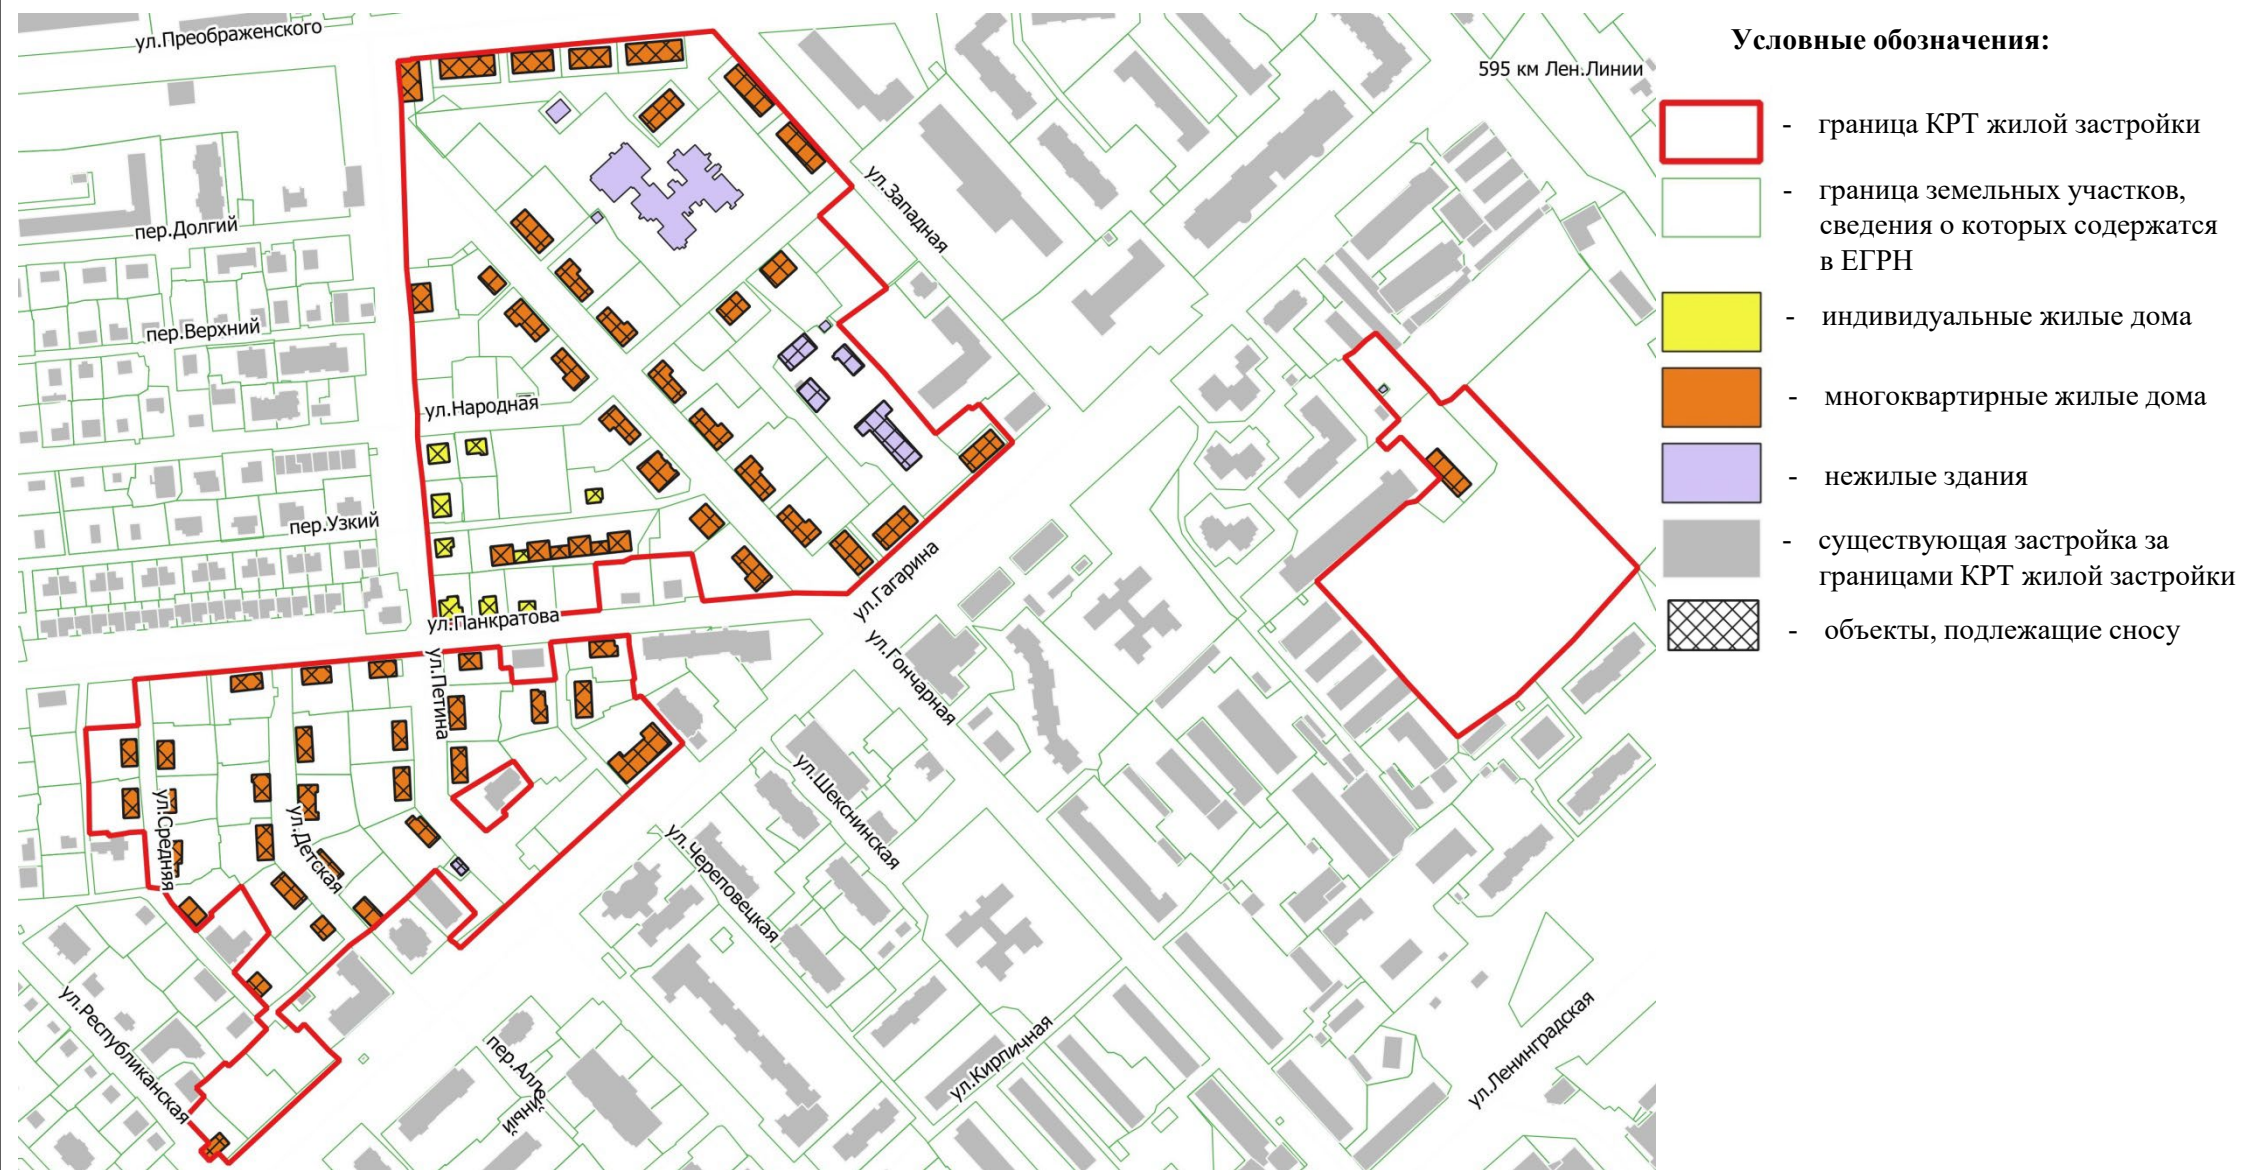 ул.Преображенского
595 км Лен.Линии
пер.Долгий
ул.Западная
пер.Верхний
ул.Народная
пер.Узкий
ул.Гагарина
ул.Панкратова
ул.Петина
ул.Гончарная
ул.Средняя
ул.Детская
ул.Шекснинская
ул.Череповецкая
ул.Республиканская
пер.Аллейный
ул.Кирпичная
ул.Ленинградская
Условные обозначения:
- граница КРТ жилой застройки
- граница земельных участков,
сведения о которых содержатся
в ЕГРН
- индивидуальные жилые дома
- многоквартирные жилые дома
- нежилые здания
- существующая застройка за
границами КРТ жилой застройки
- объекты, подлежащие сносу